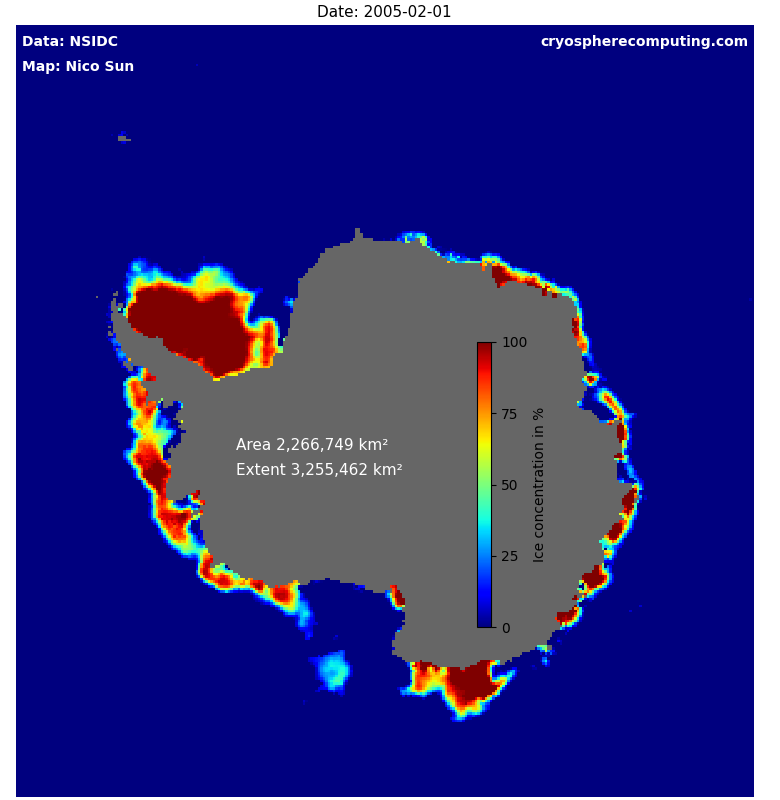 Date: 2005-02-01
Data: NSIDC
cryospherecomputing.com
Map: Nico Sun
100
75
50
25
0
Ice concentration in %
Area 2,266,749 km²
Extent 3,255,462 km²